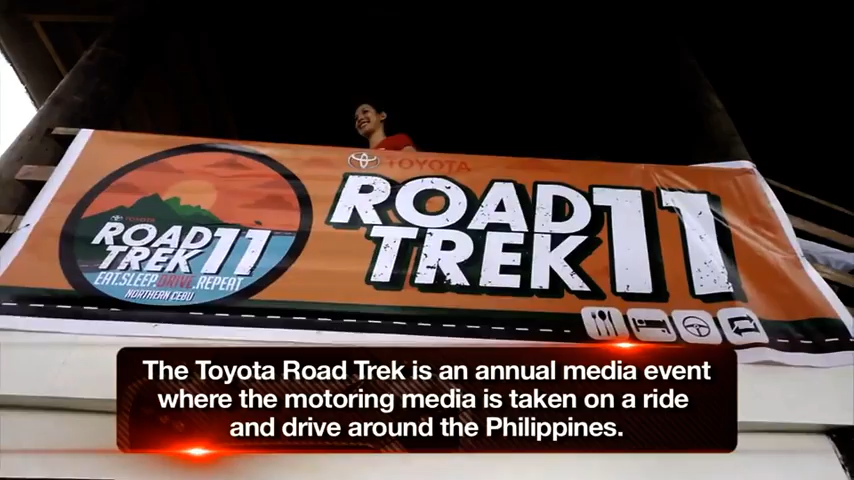 TOYOTA
ROAD
TREK 11
TOYOTA
ROAD
TREK 11
EAT.SLEEP.DRIVE.REPEAT
NORTHERN CEBU
The Toyota Road Trek is an annual media event
where the motoring media is taken on a ride
and drive around the Philippines.